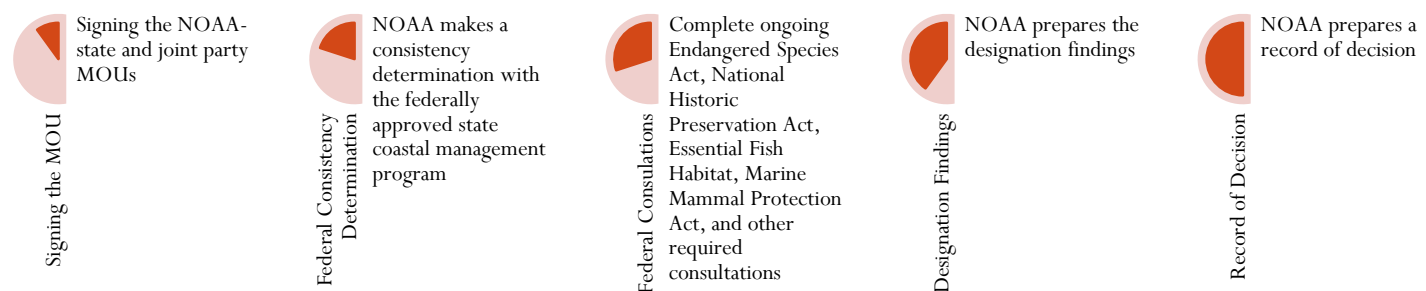 Signing the MOU
Signing the NOAA-
state and joint party
MOUs
Federal Consistency
Determination
NOAA makes a
consistency
determination with
the federally
approved state
coastal management
program
Federal Consulations
Complete ongoing
Endangered Species
Act, National
Historic
Preservation Act,
Essential Fish
Habitat, Marine
Mammal Protection
Act, and other
required
consultations
Designation Findings
NOAA prepares the
designation findings
Record of Decision
NOAA prepares a
record of decision